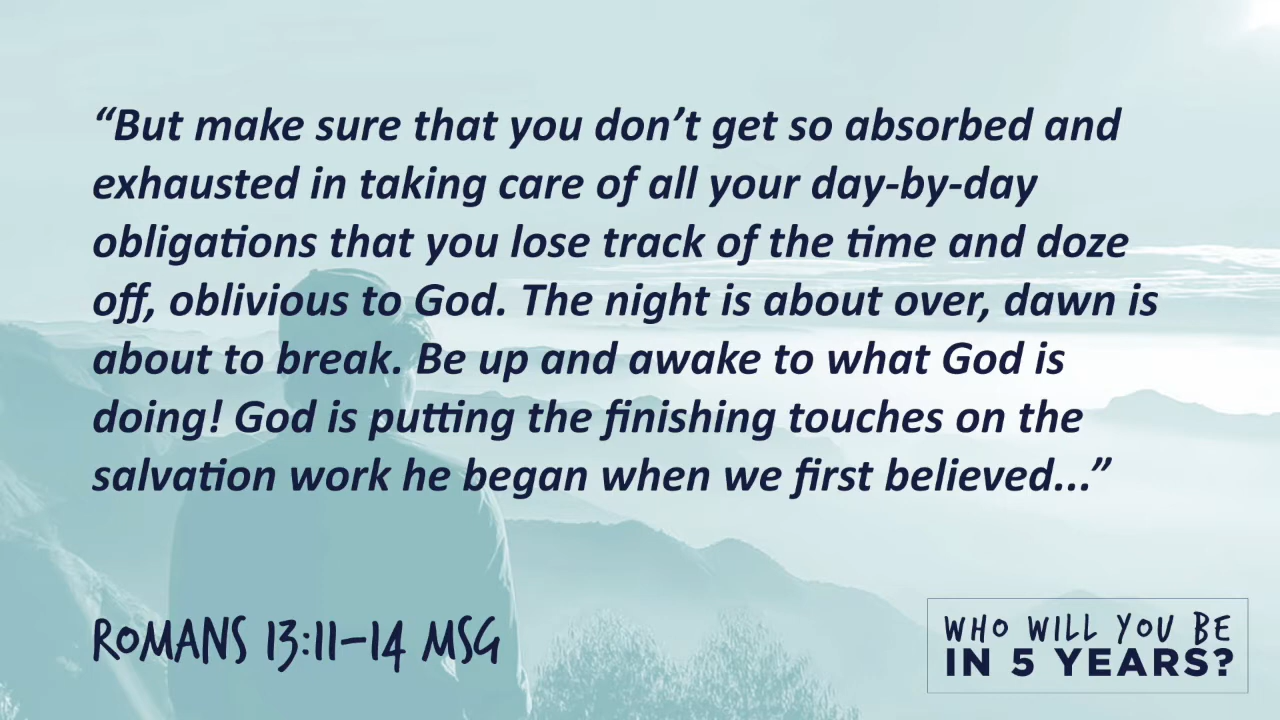 “But make sure that you don’t get so absorbed and
exhausted in taking care of all your day-by-day
obligations that you lose track of the time and doze
off, oblivious to God. The night is about over, dawn is
about to break. Be up and awake to what God is
doing! God is putting the finishing touches on the
salvation work he began when we first believed...”
ROMANS 13:11–14 MSG
WHO WILL YOU BE
IN 5 YEARS?